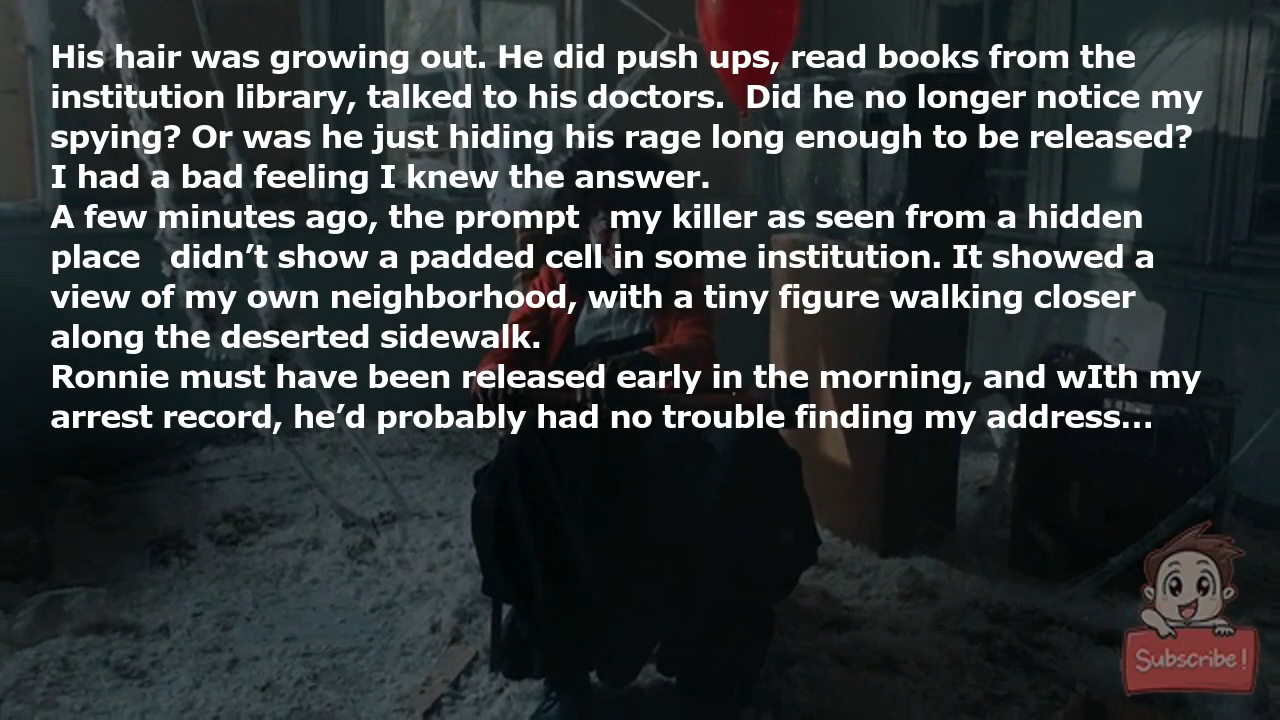 His hair was growing out. He did push ups, read books from the
institution library, talked to his doctors.  Did he no longer notice my
spying? Or was he just hiding his rage long enough to be released?
I had a bad feeling I knew the answer.
A few minutes ago, the prompt   my killer as seen from a hidden
place   didn’t show a padded cell in some institution. It showed a
view of my own neighborhood, with a tiny figure walking closer
along the deserted sidewalk.
Ronnie must have been released early in the morning, and wIth my
arrest record, he’d probably had no trouble finding my address...
Subscribe!